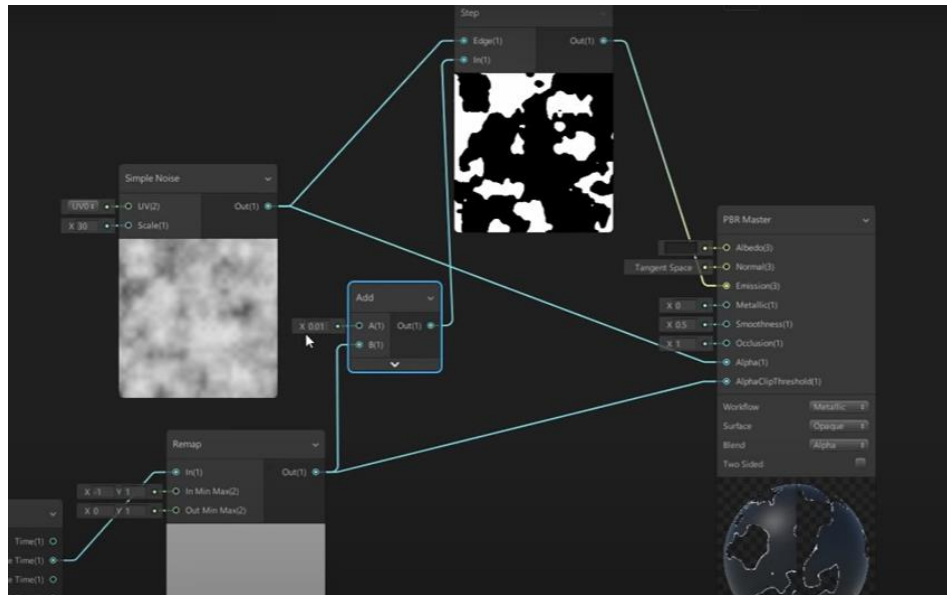 Step
Edge(1) Out(1)
In(1)
Simple Noise
UV0 UV(2) Out(1)
X 30 Scale(1)
PBR Master
Albedo(3)
Tangent Space Normal(3)
Emission(3)
X 0 Metallic(1)
X 0.5 Smoothness(1)
X 1 Occlusion(1)
Alpha(1)
AlphaClipThreshold(1)
Workflow Metallic
Surface Opaque
Blend Alpha
Two Sided
Add
X 0.01 A(1) Out(1)
B(1)
Remap
In(1) Out(1)
X -1 Y 1 In Min Max(2)
X 0 Y 1 Out Min Max(2)
Time(1)
e Time(1)
e Time(1)